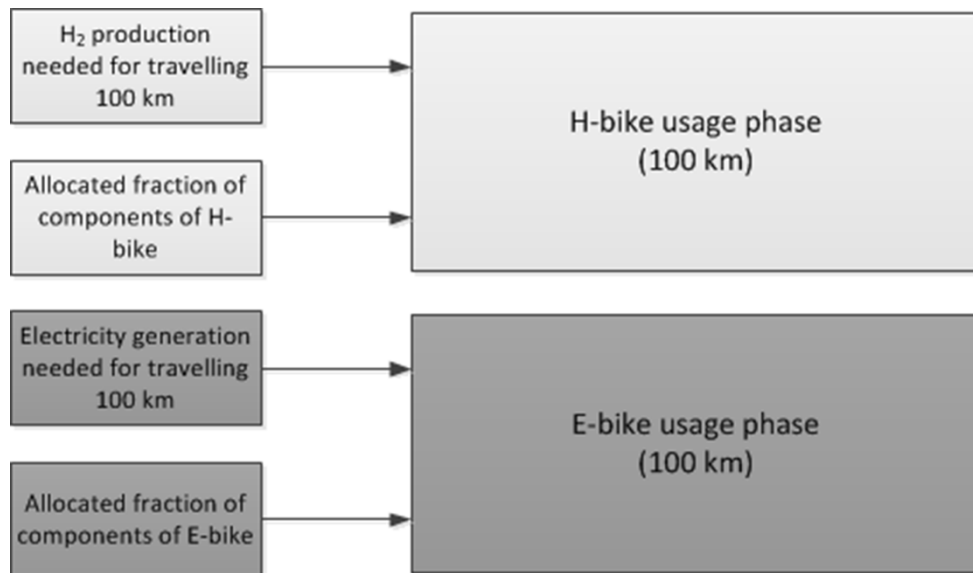 H₂ production
needed for travelling
100 km
H-bike usage phase
(100 km)
Allocated fraction of
components of H-
bike
Electricity generation
needed for travelling
100 km
E-bike usage phase
(100 km)
Allocated fraction of
components of E-bike